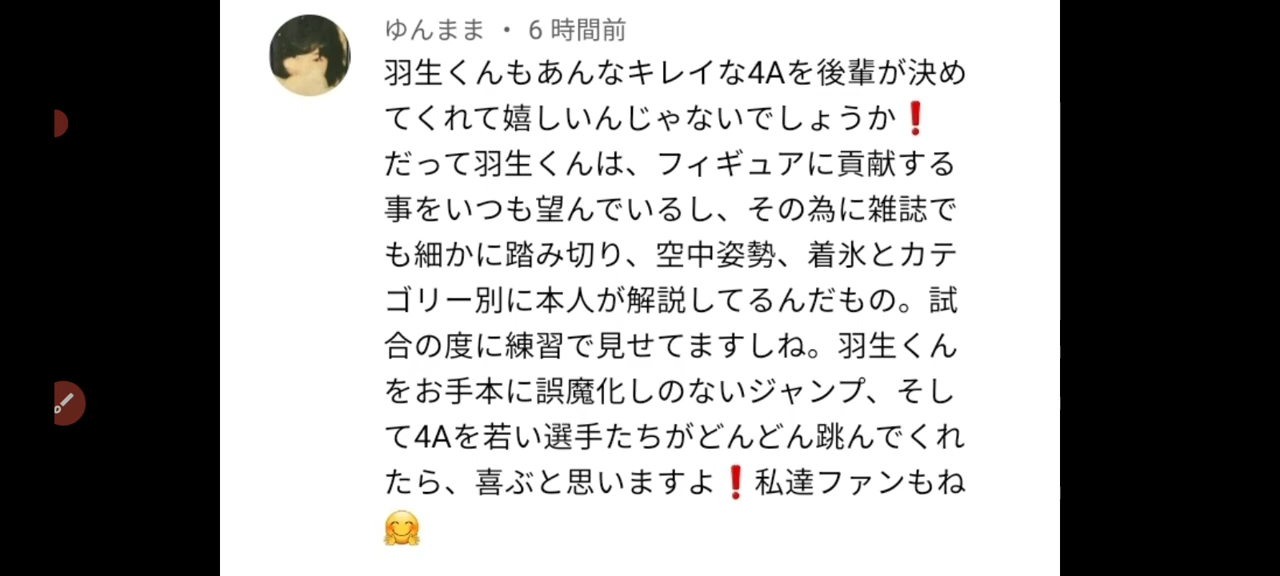 ゆんまま ・ 6 時間前
羽生くんもあんなキレイな4Aを後輩が決め
てくれて嬉しいんじゃないでしょうか❗
だって羽生くんは、フィギュアに貢献する
事をいつも望んでいるし、その為に雑誌で
も細かに踏み切り、空中姿勢、着氷とカテ
ゴリー別に本人が解説してるんだもの。試
合の度に練習で見せてますしね。羽生くん
をお手本に誤魔化しのないジャンプ、そし
て4Aを若い選手たちがどんどん跳んでくれ
たら、喜ぶと思いますよ❗私達ファンもね
🤗